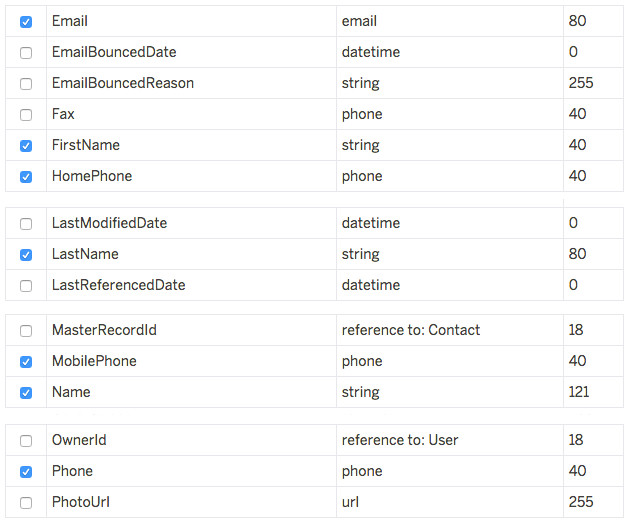 Email email 80
EmailBouncedDate datetime 0
EmailBouncedReason string 255
Fax phone 40
FirstName string 40
HomePhone phone 40
LastModifiedDate datetime 0
LastName string 80
LastReferencedDate datetime 0
MasterRecordId reference to: Contact 18
MobilePhone phone 40
Name string 121
OwnerId reference to: User 18
Phone phone 40
PhotoUrl url 255